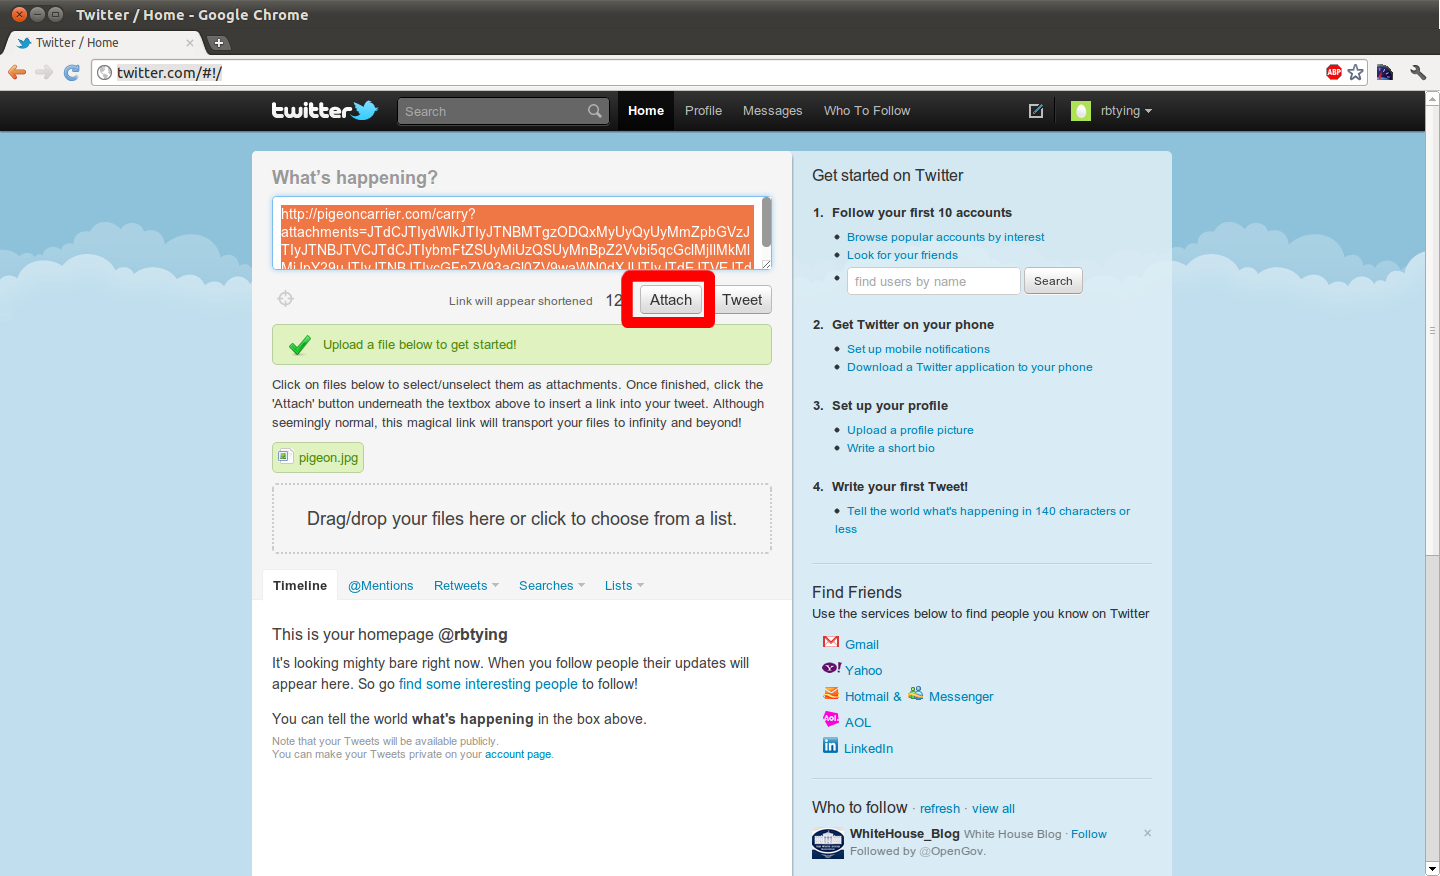 Twitter / Home - Google Chrome
Twitter / Home
twitter.com/#!/
ABP
twitter
Search
Home
Profile
Messages
Who To Follow
rbtying
What's happening?
http://pigeoncarrier.com/carry?
Link will appear shortened
Attach
Tweet
Upload a file below to get started!
Click on files below to select/unselect them as attachments. Once finished, click the
'Attach' button underneath the textbox above to insert a link into your tweet. Although
seemingly normal, this magical link will transport your files to infinity and beyond!
pigeon.jpg
Drag/drop your files here or click to choose from a list.
Timeline
@Mentions
Retweets
Searches
Lists
This is your homepage @rbtying
It's looking mighty bare right now. When you follow people their updates will
appear here. So go find some interesting people to follow!
You can tell the world what's happening in the box above.
Note that your Tweets will be available publicly.
You can make your Tweets private on your account page.
Get started on Twitter
1. Follow your first 10 accounts
Browse popular accounts by interest
Look for your friends
find users by name
Search
2. Get Twitter on your phone
Set up mobile notifications
Download a Twitter application to your phone
3. Set up your profile
Upload a profile picture
Write a short bio
4. Write your first Tweet!
Tell the world what's happening in 140 characters or
less
Find Friends
Use the services below to find people you know on Twitter
Gmail
Yahoo
Hotmail & Messenger
Aol.
AOL
LinkedIn
Who to follow · refresh · view all
WhiteHouse_Blog White House Blog · Follow
Followed by @OpenGov.